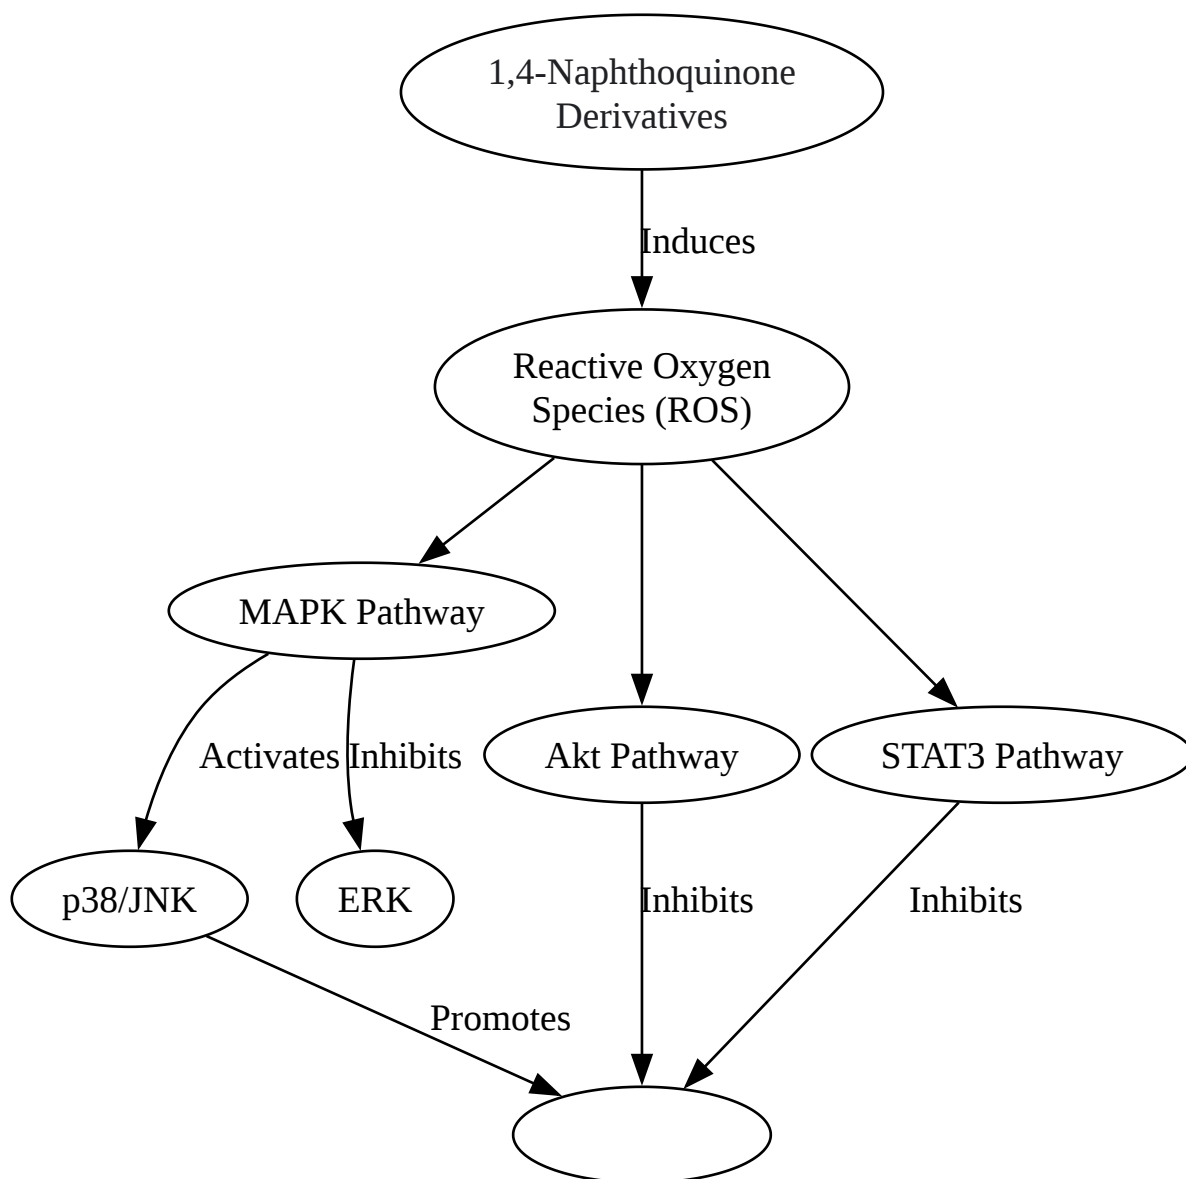 1,4-Naphthoquinone
Derivatives
Induces
Reactive Oxygen
Species (ROS)
MAPK Pathway
Activates
Inhibits
Akt Pathway
STAT3 Pathway
p38/JNK
ERK
Inhibits
Inhibits
Promotes